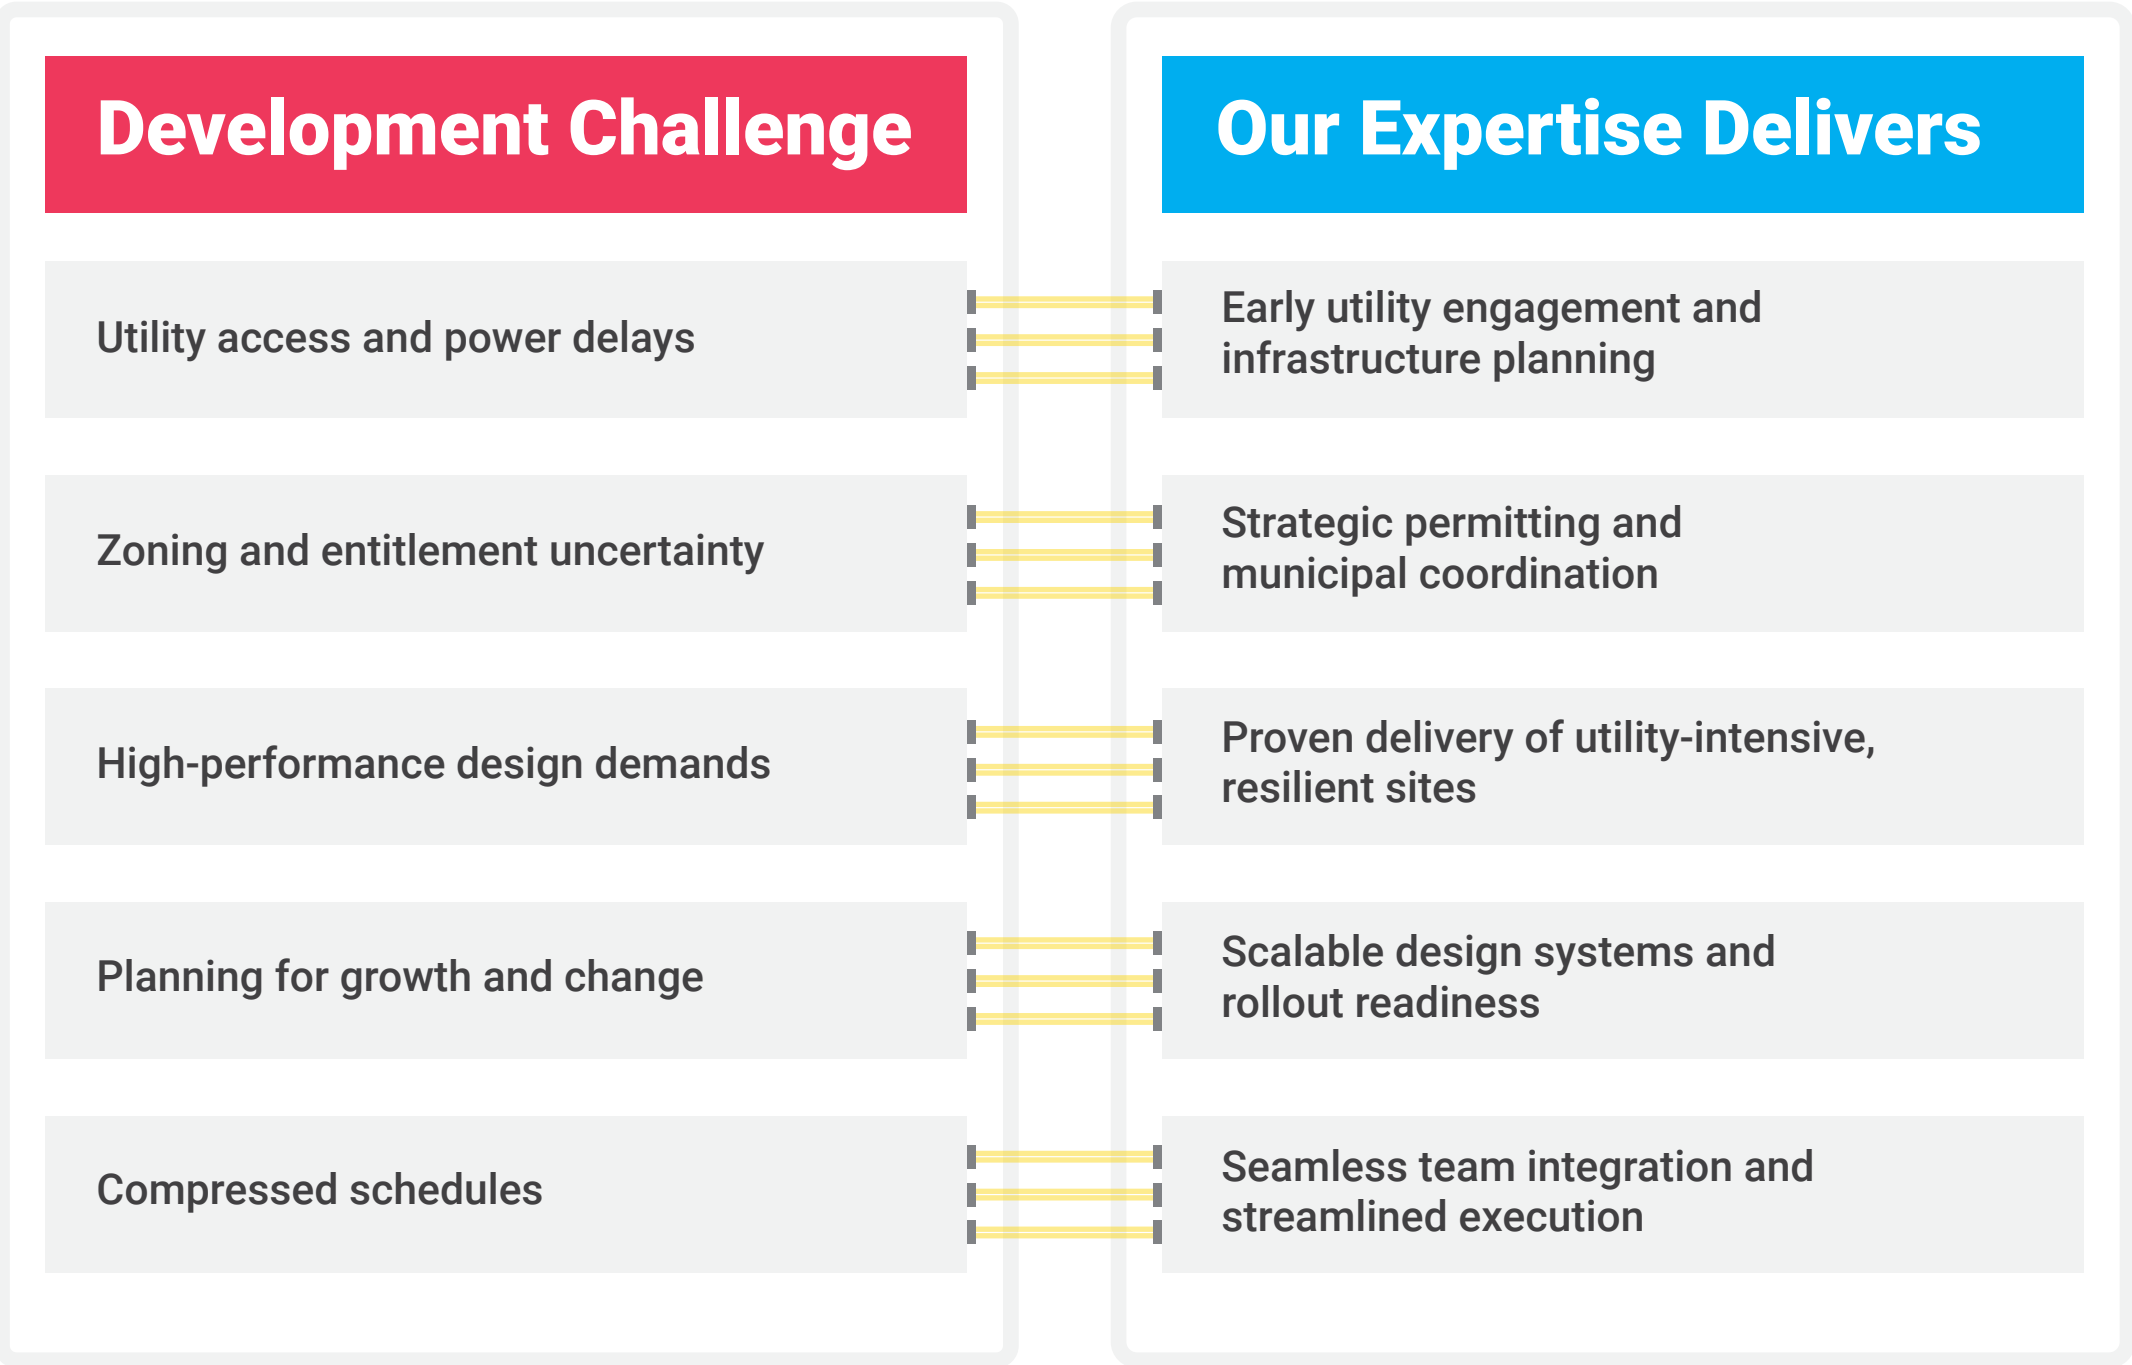 Development Challenge
Our Expertise Delivers
Utility access and power delays
Early utility engagement and
infrastructure planning
Zoning and entitlement uncertainty
Strategic permitting and
municipal coordination
High-performance design demands
Proven delivery of utility-intensive,
resilient sites
Planning for growth and change
Scalable design systems and
rollout readiness
Compressed schedules
Seamless team integration and
streamlined execution